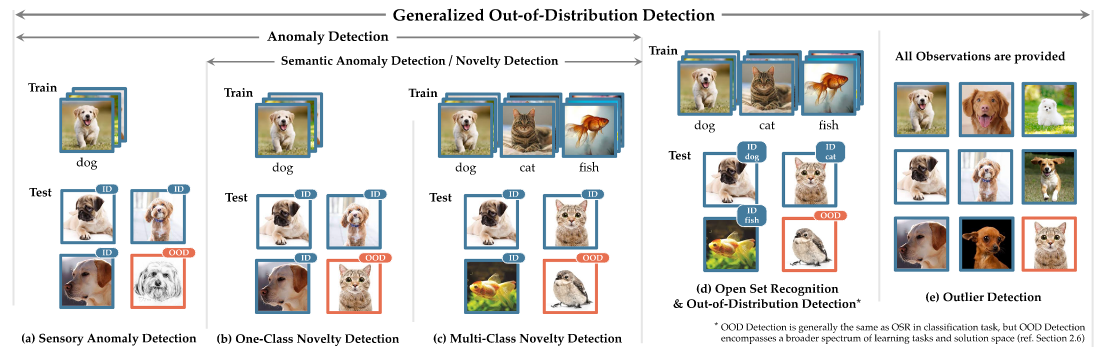 Generalized Out-of-Distribution Detection
Anomaly Detection
Semantic Anomaly Detection / Novelty Detection
Train
dog
Test
ID
ID
ID
OOD
(a) Sensory Anomaly Detection
Train
dog
Test
ID
ID
ID
OOD
(b) One-Class Novelty Detection
Train
dog
cat
fish
Test
ID
ID
ID
OOD
(c) Multi-Class Novelty Detection
Train
dog
cat
fish
Test
ID
dog
ID
cat
ID
fish
OOD
(d) Open Set Recognition
& Out-of-Distribution Detection*
All Observations are provided
(e) Outlier Detection
* OOD Detection is generally the same as OSR in classification task, but OOD Detection
encompasses a broader spectrum of learning tasks and solution space (ref. Section 2.6)